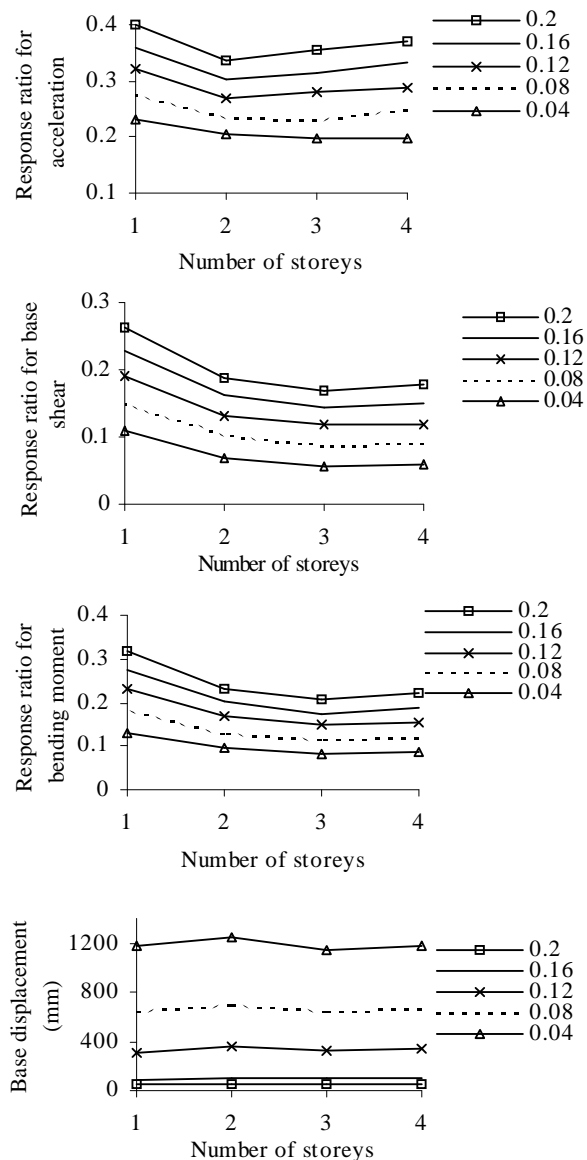 0.4
0.3
0.2
0.1
Response ratio for
acceleration
1 2 3 4
Number of storeys
0.2
0.16
0.12
0.08
0.04
0.3
0.2
0.1
0
Response ratio for base
shear
1 2 3 4
Number of storeys
0.2
0.16
0.12
0.08
0.04
0.4
0.3
0.2
0.1
0
Response ratio for
bending moment
1 2 3 4
Number of storeys
0.2
0.16
0.12
0.08
0.04
1200
800
400
0
Base displacement
(mm)
1 2 3 4
Number of storeys
0.2
0.16
0.12
0.08
0.04